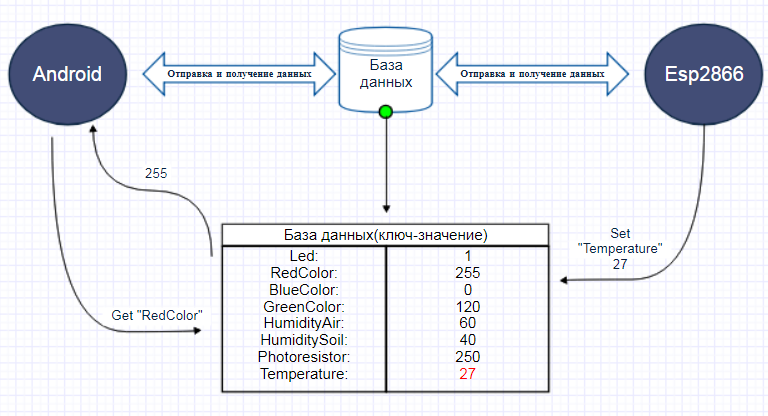 Android
Отправка и получение данных
База
данных
Отправка и получение данных
Esp2866
255
Get "RedColor"
Set
"Temperature"
27
База данных(ключ-значение)
Led: 1
RedColor: 255
BlueColor: 0
GreenColor: 120
HumidityAir: 60
HumiditySoil: 40
Photoresistor: 250
Temperature: 27